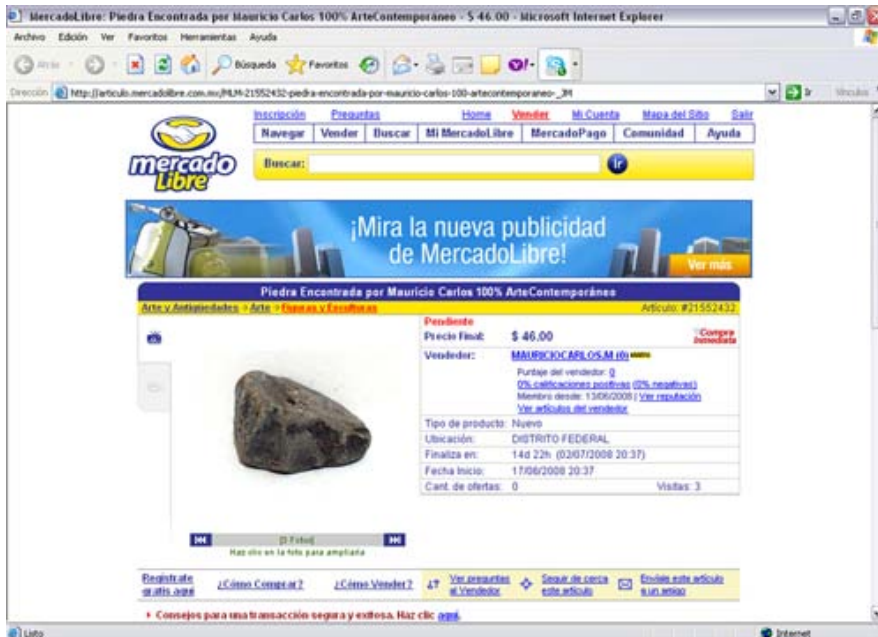 MercadoLibre: Piedra Encontrada por Mauricio Carlos 100% ArteContemporáneo - $ 46.00 - Microsoft Internet Explorer
Archivo Edición Ver Favoritos Herramientas Ayuda
Atrás Búsqueda Favoritos
Dirección http://articulo.mercadolibre.com.mx/MLM-21552432-piedra-encontrada-por-mauricio-carlos-100-artecontemporaneo-_JM Ir Vínculos
Inscripción Preguntas Home Vender Mi Cuenta Mapa del Sitio Salir
Navegar Vender Buscar Mi MercadoLibre MercadoPago Comunidad Ayuda
mercado
Libre
Buscar: Ir
¡Mira la nueva publicidad
de MercadoLibre!
Ver más
Piedra Encontrada por Mauricio Carlos 100% ArteContemporáneo
Arte y Antigüedades > Arte > Figuras y Esculturas Artículo: #21552432
Pendiente
Precio Final: $ 46.00 Compra Inmediata
Vendedor: MAURICIOCARLOS.M (0)
Puntaje del vendedor: 0
0% calificaciones positivas (0% negativas)
Miembro desde: 13/06/2008 | Ver reputación
Ver artículos del vendedor
Tipo de producto: Nuevo
Ubicación: DISTRITO FEDERAL
Finaliza en: 14d 22h (02/07/2008 20:37)
Fecha Inicio: 17/06/2008 20:37
Cant. de ofertas: 0 Visitas: 3
Haz clic en la foto para ampliarla
Regístrate gratis aquí ¿Cómo Comprar? ¿Cómo Vender? Ver preguntas al Vendedor Seguir de cerca este artículo Envíale este artículo a un amigo
Consejos para una transacción segura y exitosa. Haz clic aquí.
Listo Internet